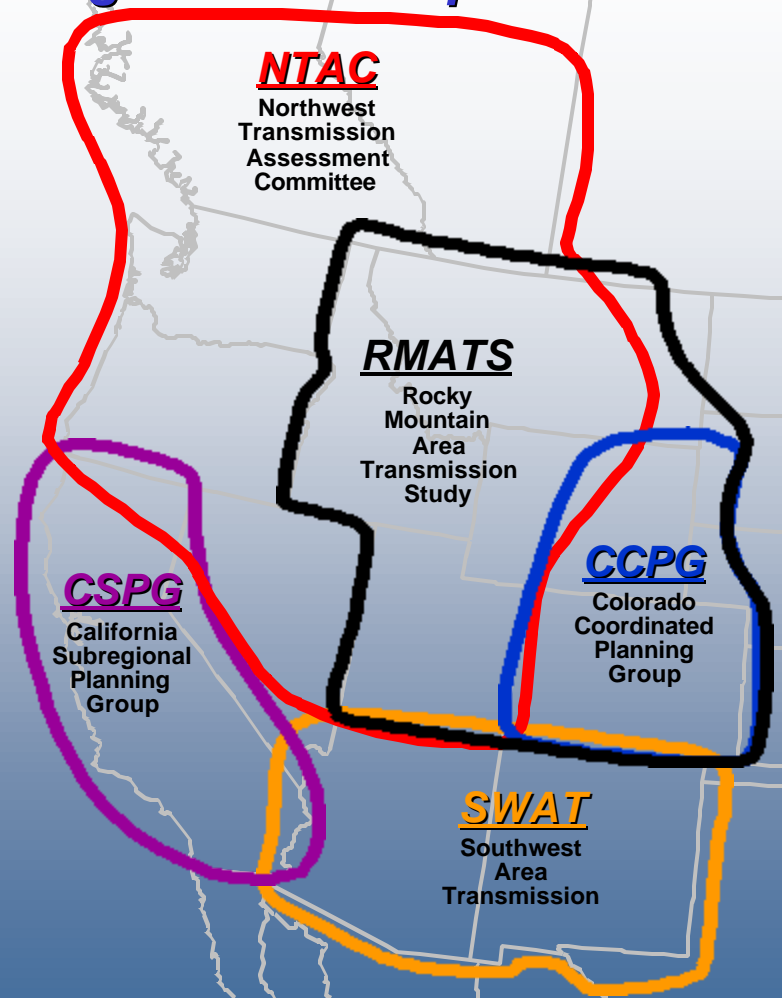 NTAC
Northwest
Transmission
Assessment
Committee
RMATS
Rocky
Mountain
Area
Transmission
Study
CCPG
Colorado
Coordinated
Planning
Group
CSPG
California
Subregional
Planning
Group
SWAT
Southwest
Area
Transmission